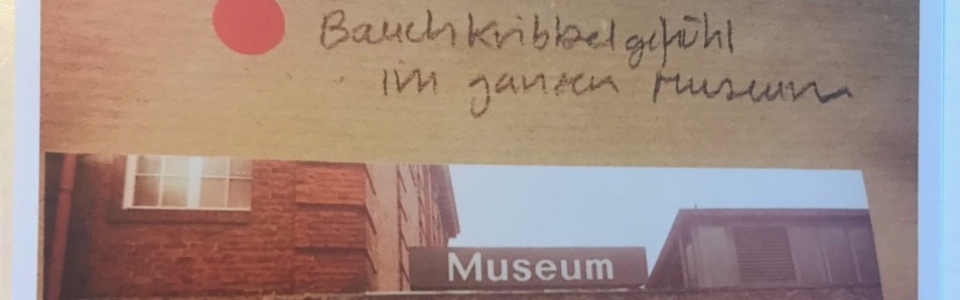 Bauchkribbelgefühl
im ganzen Museum
Museum